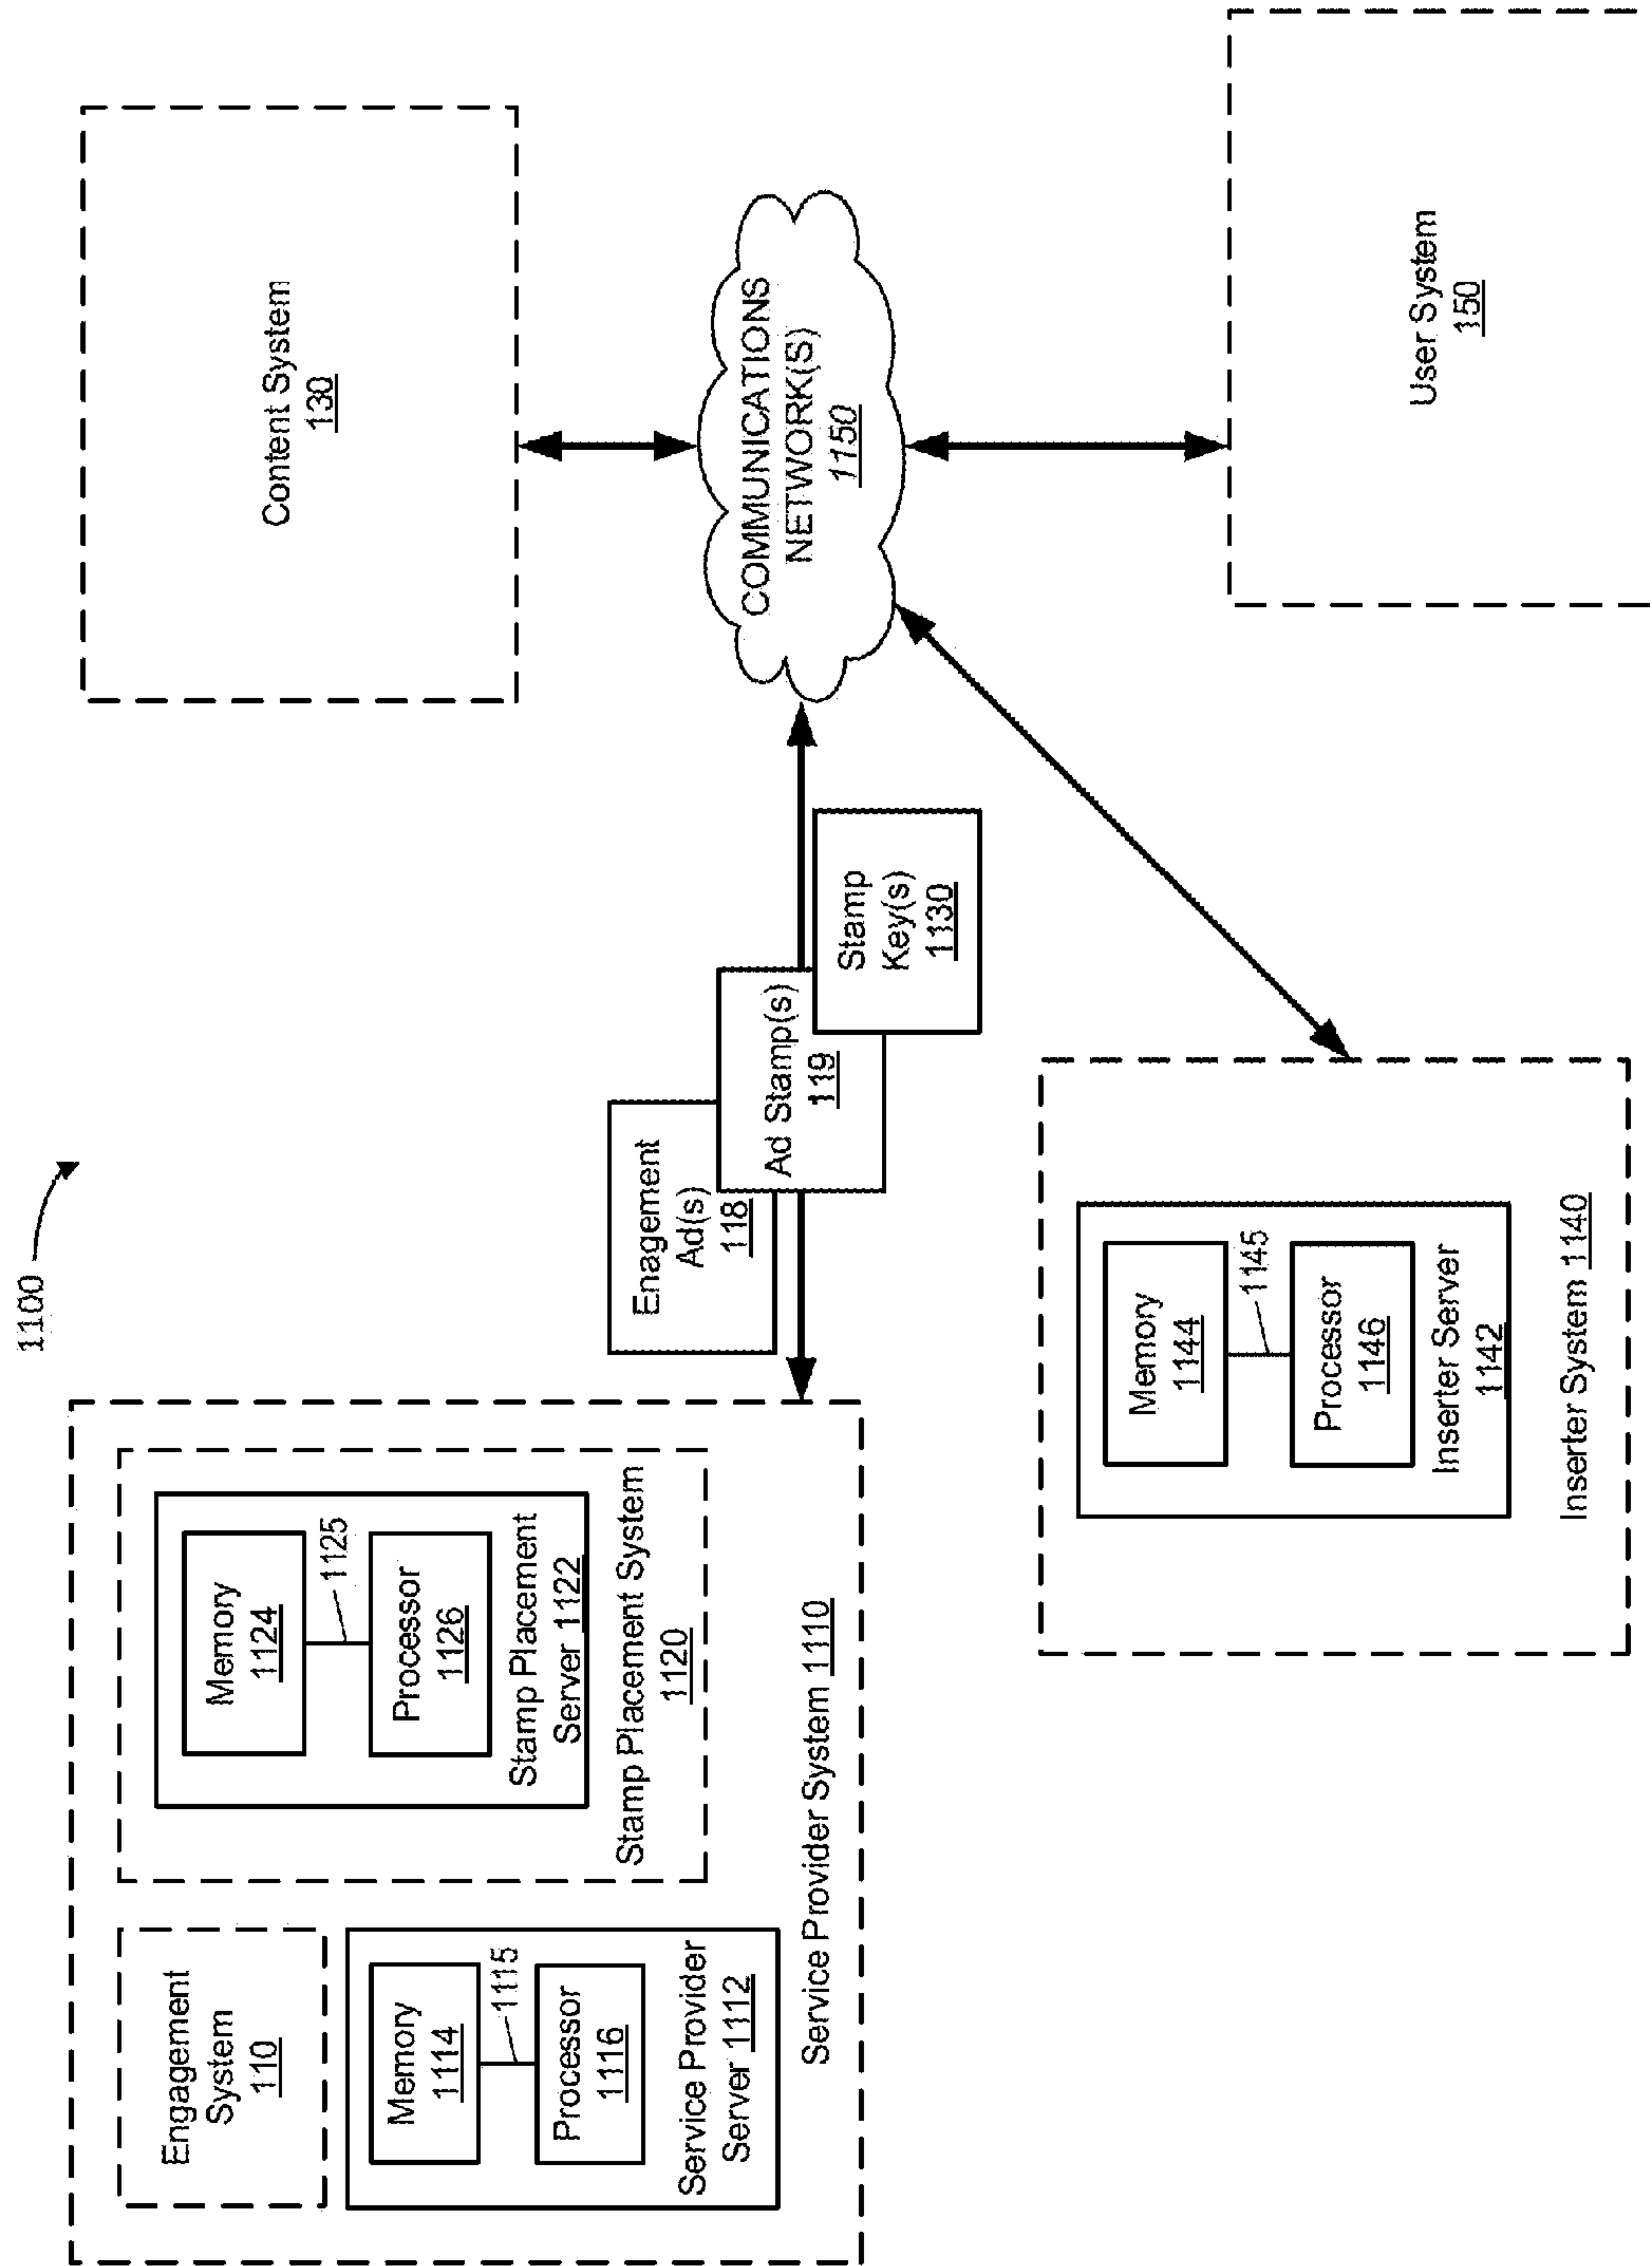 1100
Engagement
System
110
Memory
1114
1115
Processor
1116
Service Provider
Server 1112
Memory
1124
1125
Processor
1126
Stamp Placement
Server 1122
Stamp Placement System
1120
Service Provider System 1110
Enagement
Ad(s)
118
Ad Stamp(s)
119
Stamp
Key(s)
1130
Content System
130
COMMUNICATIONS
NETWORK(S)
1150
Memory
1144
1145
Processor
1146
Inserter Server
1142
Inserter System 1140
User System
150